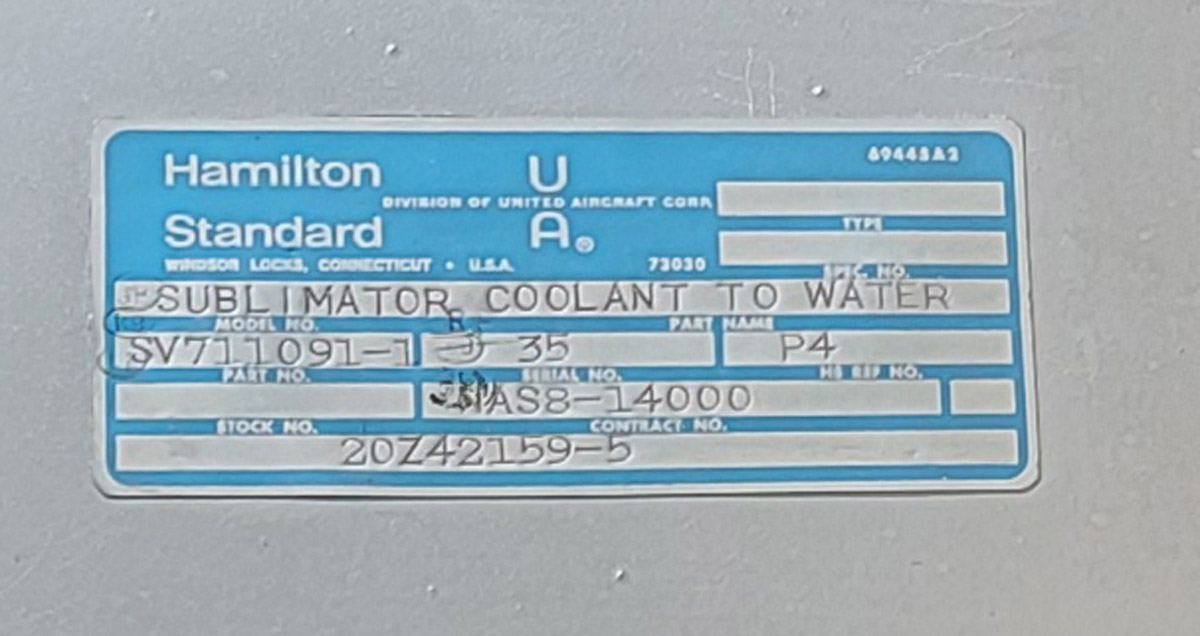 Hamilton
Standard
U
A®
DIVISION OF UNITED AIRCRAFT CORP.
WINDSOR LOCKS, CONNECTICUT • U.S.A.
73030
69445A2
TYPE
SPEC. NO.
SUBLIMATOR COOLANT TO WATER
MODEL NO.
PART NAME
SV711091-1
35
P4
PART NO.
SERIAL NO.
HS REF NO.
AS8-14000
STOCK NO.
CONTRACT NO.
20Z42159-5